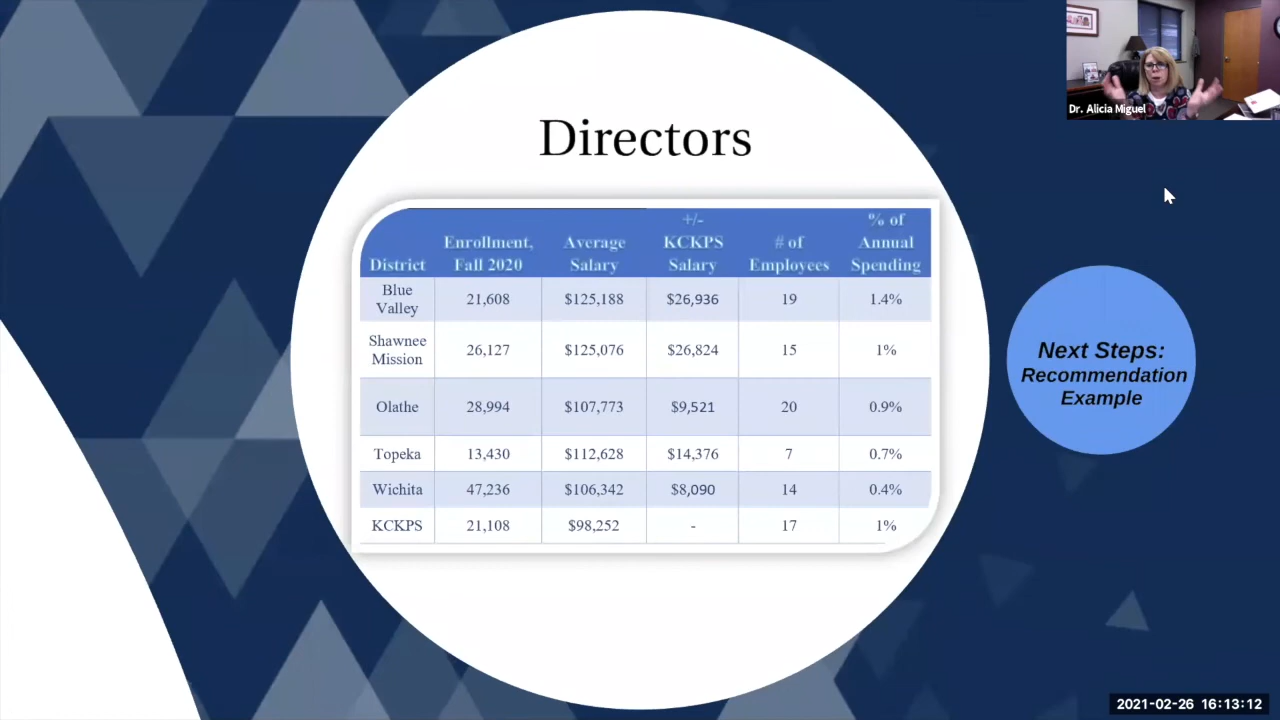 Dr. Alicia Miguel
Directors
District Enrollment, Fall 2020 Average Salary +/- KCKPS Salary # of Employees % of Annual Spending
Blue Valley 21,608 $125,188 $26,936 19 1.4%
Shawnee Mission 26,127 $125,076 $26,824 15 1%
Olathe 28,994 $107,773 $9,521 20 0.9%
Topeka 13,430 $112,628 $14,376 7 0.7%
Wichita 47,236 $106,342 $8,090 14 0.4%
KCKPS 21,108 $98,252 - 17 1%
Next Steps:
Recommendation
Example
2021-02-26 16:13:12